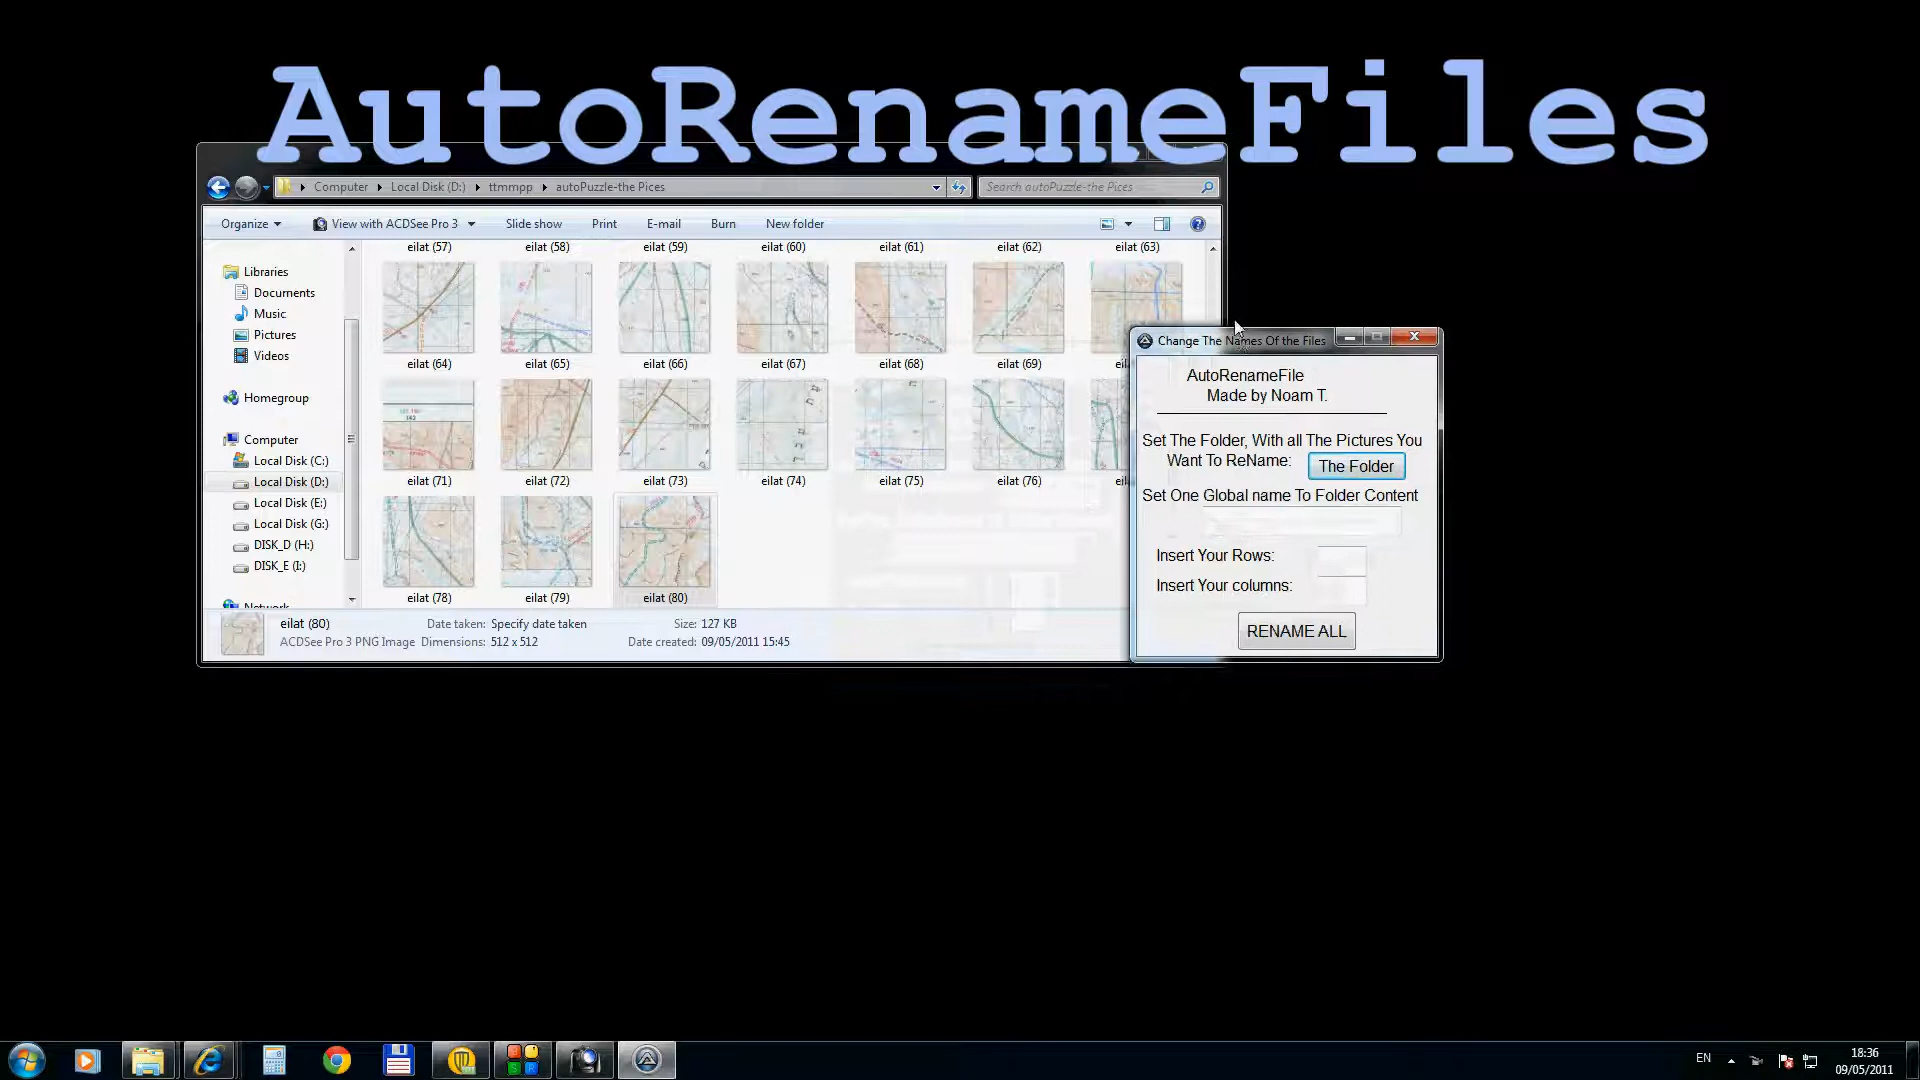 AutoRenameFiles
Computer
Local Disk (D:)
ttmmpp
autoPuzzle-the Pices
Search autoPuzzle-the Pices
Organize
View with ACDSee Pro 3
Slide show
Print
E-mail
Burn
New folder
Libraries
Documents
Music
Pictures
Videos
Homegroup
Computer
Local Disk (C:)
Local Disk (D:)
Local Disk (E:)
Local Disk (G:)
DISK_D (H:)
DISK_E (I:)
Network
eilat (57)
eilat (58)
eilat (59)
eilat (60)
eilat (61)
eilat (62)
eilat (63)
eilat (64)
eilat (65)
eilat (66)
eilat (67)
eilat (68)
eilat (69)
eilat (71)
eilat (72)
eilat (73)
eilat (74)
eilat (75)
eilat (76)
eilat (78)
eilat (79)
eilat (80)
eilat (80)
Date taken: Specify date taken
Size: 127 KB
ACDSee Pro 3 PNG Image
Dimensions: 512 x 512
Date created: 09/05/2011 15:45
Change The Names Of the Files
AutoRenameFile
Made by Noam T.
Set The Folder, With all The Pictures You
Want To ReName:
The Folder
Set One Global name To Folder Content
Insert Your Rows:
Insert Your columns:
RENAME ALL
EN
18:36
09/05/2011